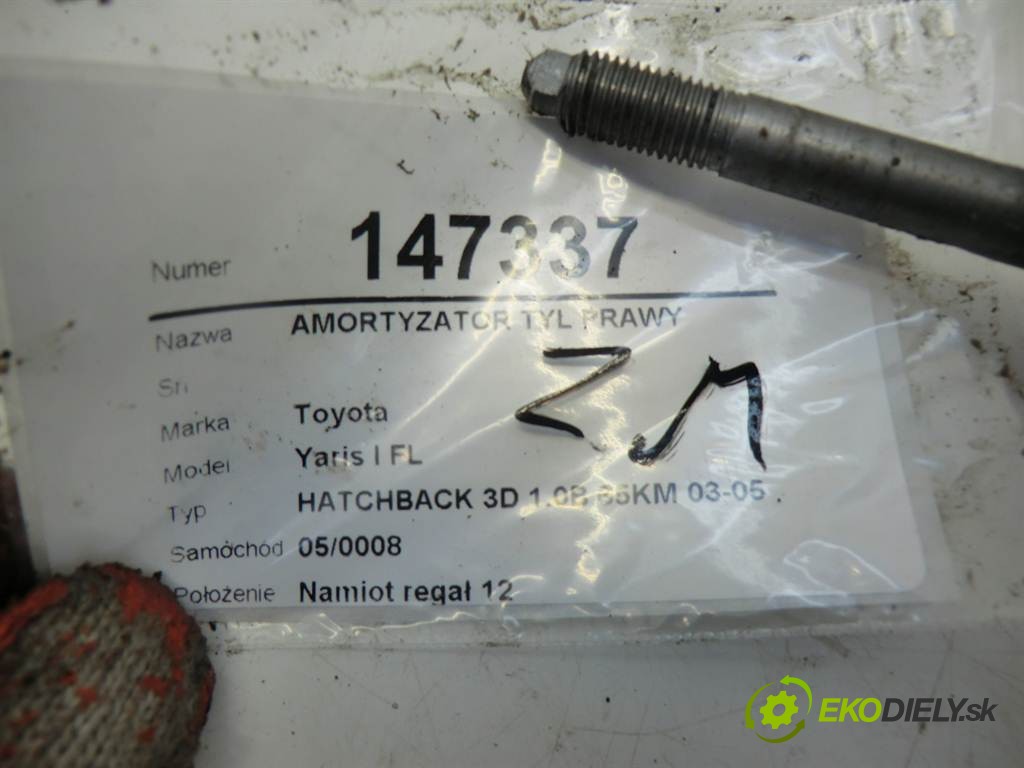 Numer 147337
Nazwa AMORTYZATOR TYL PRAWY
Sn
Marka Toyota
Model Yaris I FL
Typ HATCHBACK 3D 1.0B 65KM 03-05
Samochód 05/0008
Położenie Namiot regał 12
EKODIELY.sk